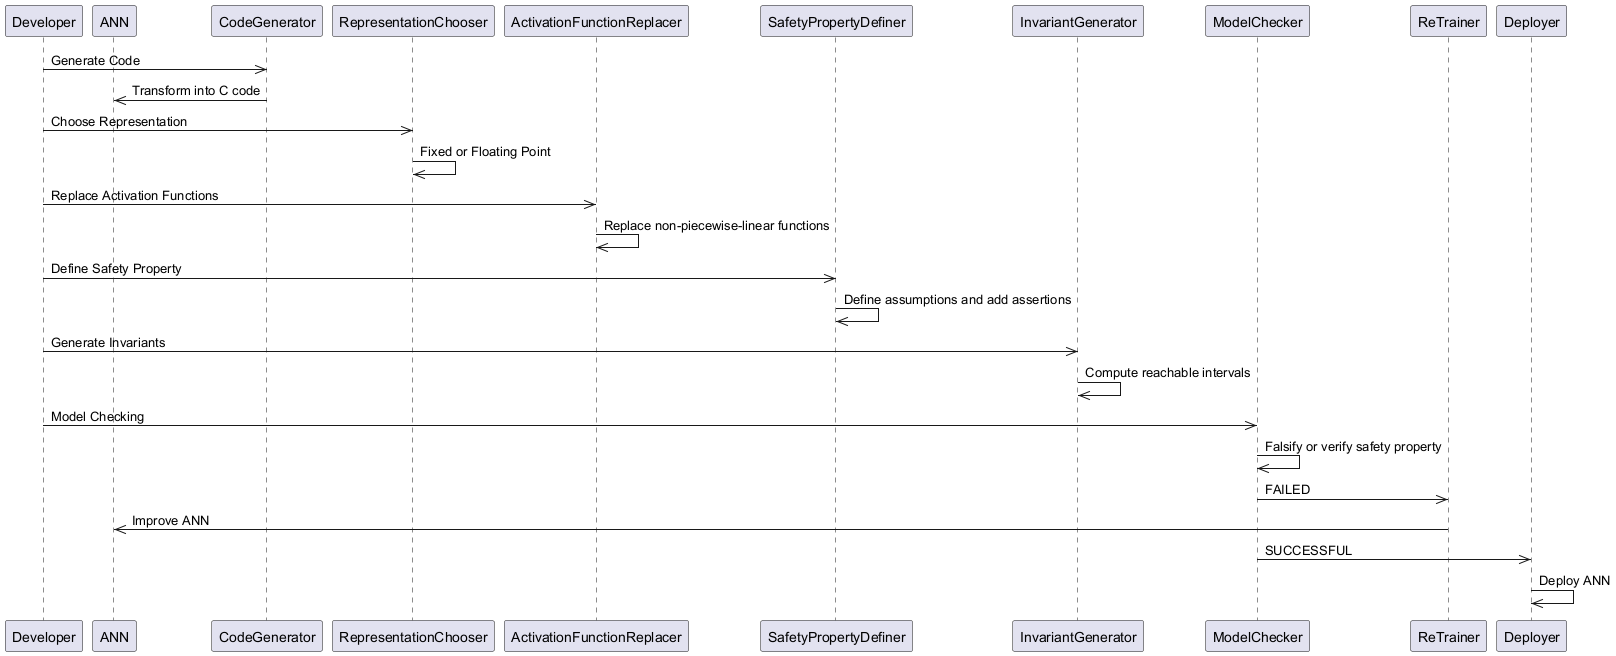 Developer ANN CodeGenerator RepresentationChooser ActivationFunctionReplacer SafetyPropertyDefiner InvariantGenerator ModelChecker ReTrainer Deployer
Generate Code
Transform into C code
Choose Representation
Fixed or Floating Point
Replace Activation Functions
Replace non-piecewise-linear functions
Define Safety Property
Define assumptions and add assertions
Generate Invariants
Compute reachable intervals
Model Checking
Falsify or verify safety property
FAILED
Improve ANN
SUCCESSFUL
Deploy ANN
Developer ANN CodeGenerator RepresentationChooser ActivationFunctionReplacer SafetyPropertyDefiner InvariantGenerator ModelChecker ReTrainer Deployer